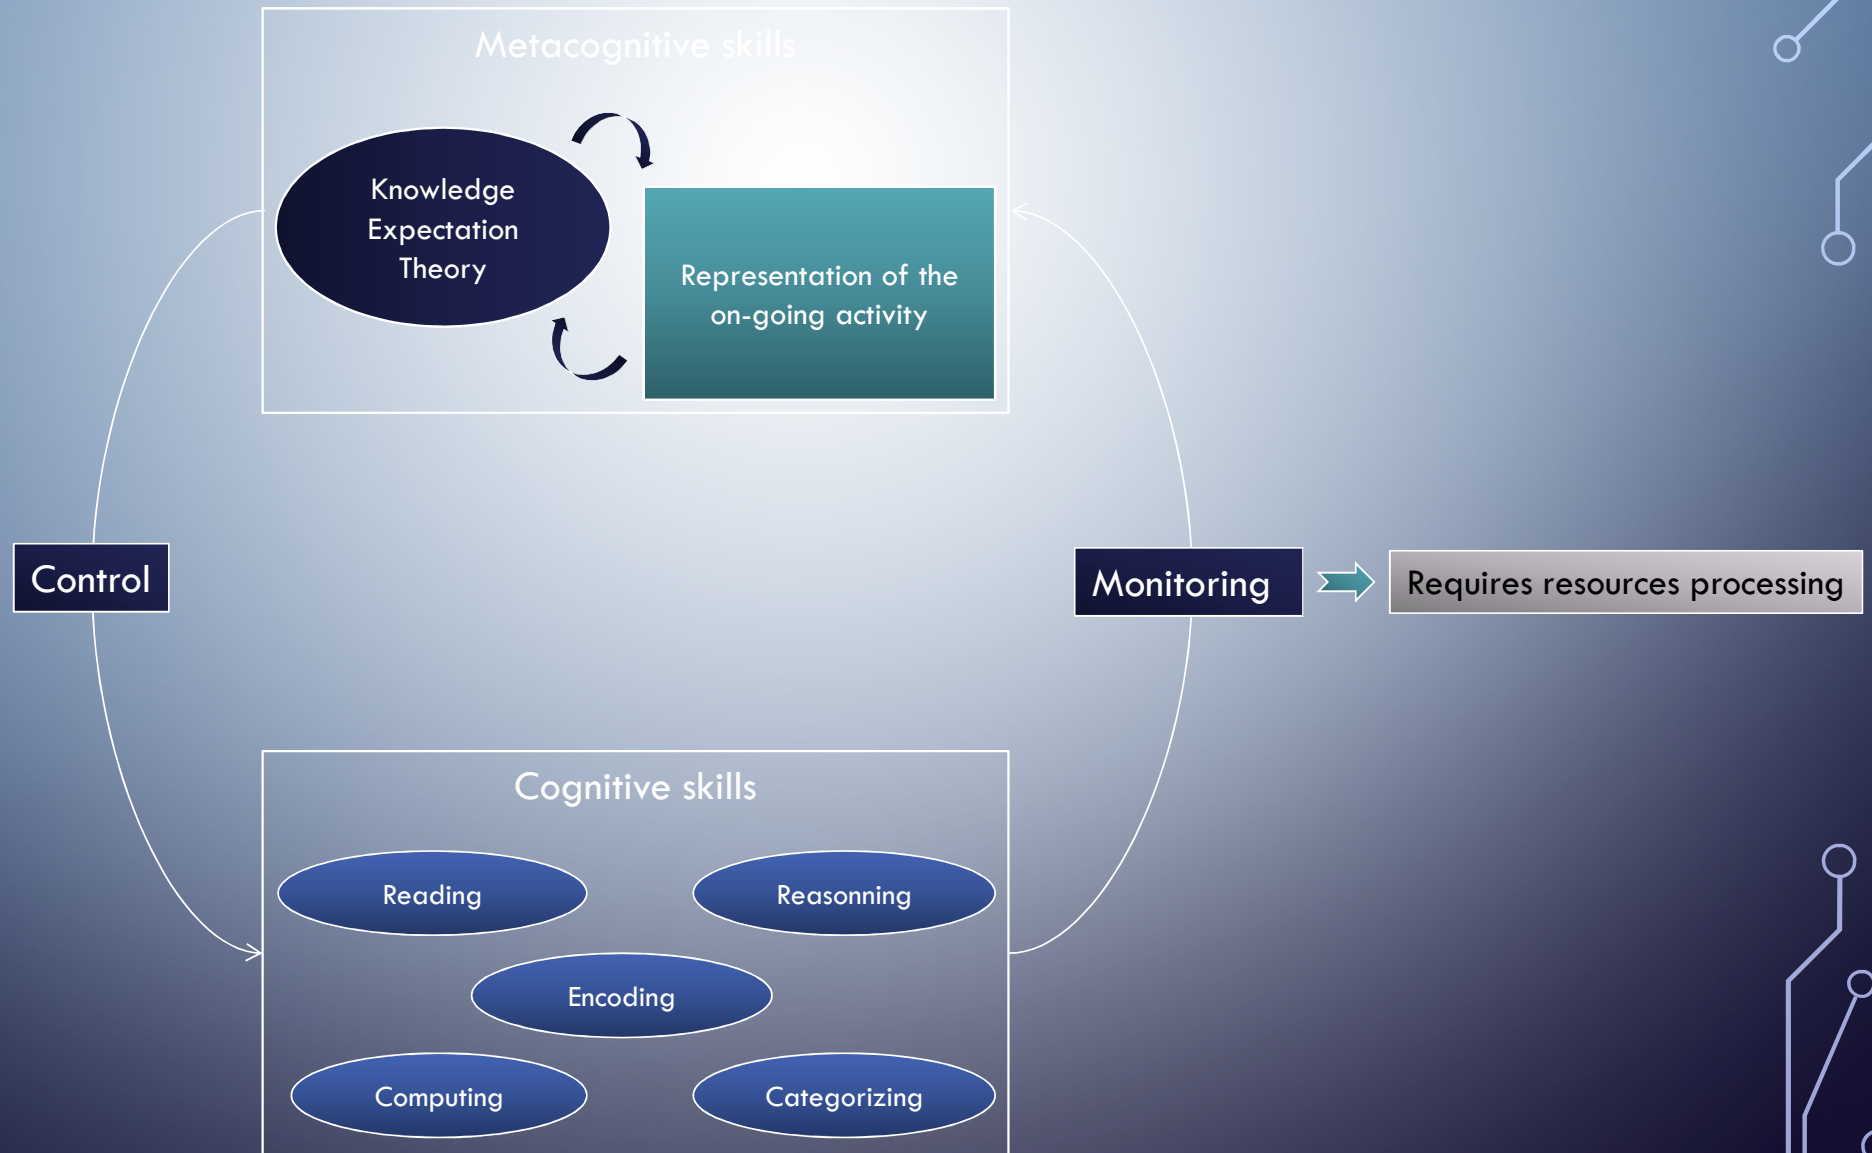 Metacognitive skills
Knowledge
Expectation
Theory
Representation of the
on-going activity
Control
Monitoring
Requires resources processing
Cognitive skills
Reading
Reasonning
Encoding
Computing
Categorizing